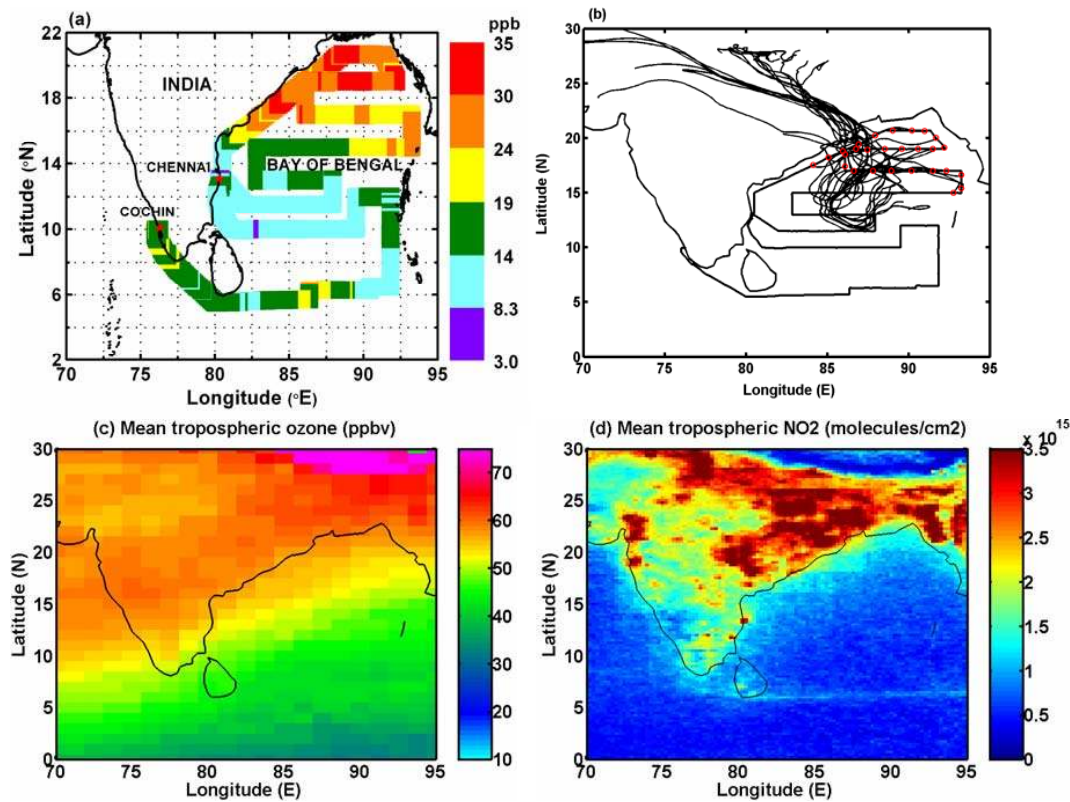 (a)
ppb
22
18
14
10
6
2
Latitude (°N)
INDIA
CHENNAI
BAY OF BENGAL
COCHIN
35
30
24
19
14
8.3
3.0
70 75 80 85 90 95
Longitude (°E)
(b)
30
25
20
15
10
5
0
Latitude (N)
70 75 80 85 90 95
Longitude (E)
(c) Mean tropospheric ozone (ppbv)
30
25
20
15
10
5
0
Latitude (N)
70 75 80 85 90 95
Longitude (E)
70
60
50
40
30
20
10
(d) Mean tropospheric NO2 (molecules/cm2)
x 10 15
30
25
20
15
10
5
0
Latitude (N)
70 75 80 85 90 95
Longitude (E)
3.5
3
2.5
2
1.5
1
0.5
0